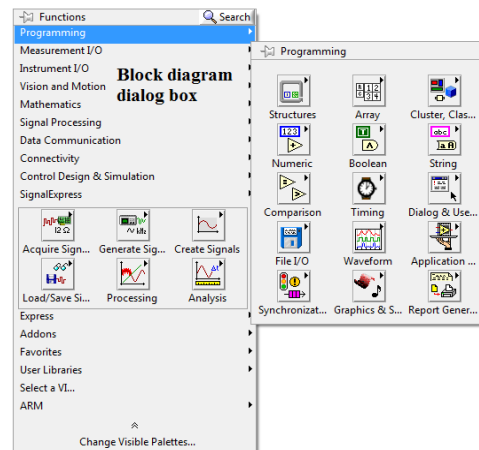 Functions
Search
Programming
Measurement I/O
Instrument I/O
Vision and Motion
Mathematics
Signal Processing
Data Communication
Connectivity
Control Design & Simulation
SignalExpress
Block diagram
dialog box
Acquire Sign... Generate Sig... Create Signals
Load/Save Si... Processing Analysis
Express
Addons
Favorites
User Libraries
Select a VI...
ARM
Change Visible Palettes...
Programming
Structures Array Cluster, Clas...
Numeric Boolean String
Comparison Timing Dialog & Use...
File I/O Waveform Application ...
Synchronizat... Graphics & S... Report Gener...